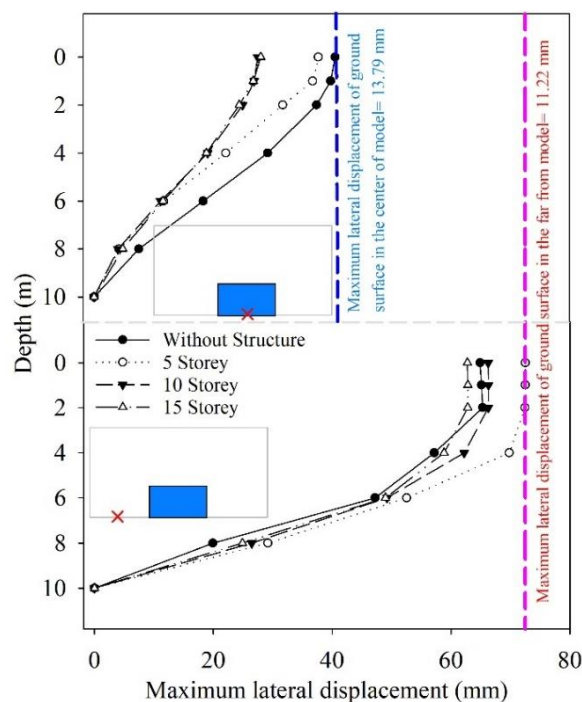 0
2
4
6
8
10
0
2
4
6
8
10
Depth (m)
Without Structure
5 Storey
10 Storey
15 Storey
Maximum lateral displacement of ground
surface in the center of model= 13.79 mm
Maximum lateral displacement of ground surface in the far from model= 11.22 mm
0
20
40
60
80
Maximum lateral displacement (mm)